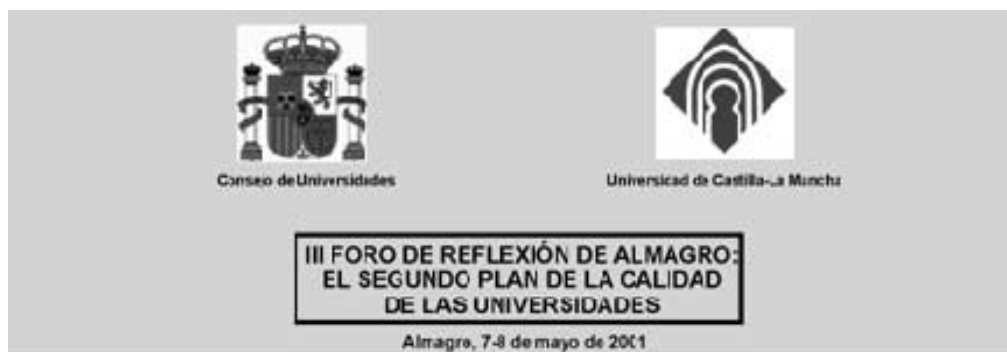 Consejo de Universidades
Universidad de Castilla-La Mancha
III FORO DE REFLEXIÓN DE ALMAGRO:
EL SEGUNDO PLAN DE LA CALIDAD
DE LAS UNIVERSIDADES
Almagro, 7-8 de mayo de 2001